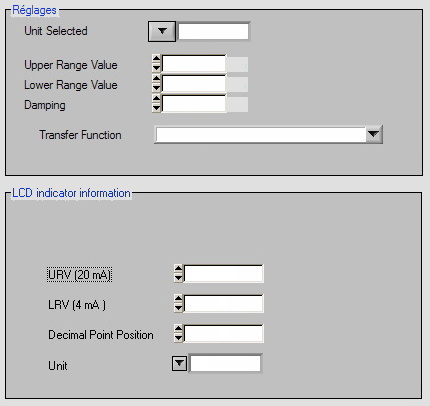 Réglages
Unit Selected
Upper Range Value
Lower Range Value
Damping
Transfer Function
LCD indicator information
URV (20 mA)
LRV (4 mA )
Decimal Point Position
Unit